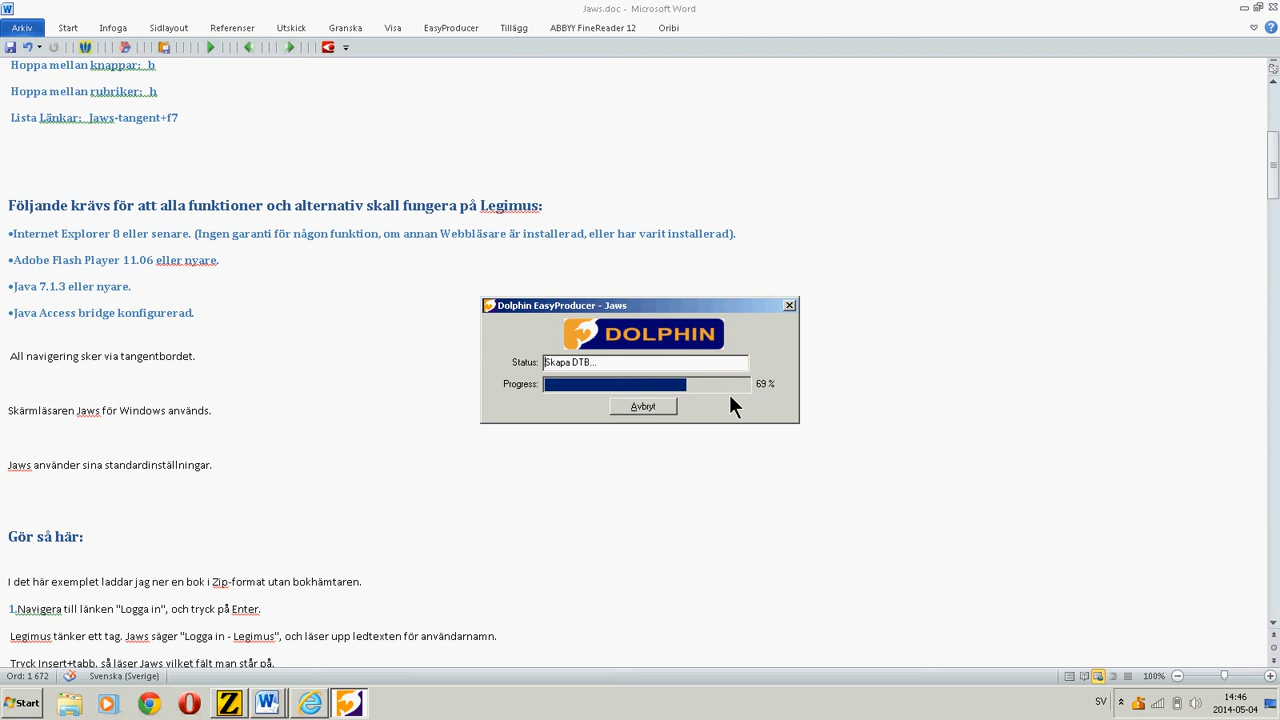 Jaws.doc - Microsoft Word
Arkiv Start Infoga Sidlayout Referenser Utskick Granska Visa EasyProducer Tillägg ABBYY FineReader 12 Oribi
Hoppa mellan knappar: b
Hoppa mellan rubriker: h
Lista Länkar: Jaws-tangent+f7
Följande krävs för att alla funktioner och alternativ skall fungera på Legimus:
•Internet Explorer 8 eller senare. (Ingen garanti för någon funktion, om annan Webbläsare är installerad, eller har varit installerad).
•Adobe Flash Player 11.06 eller nyare.
•Java 7.1.3 eller nyare.
•Java Access bridge konfigurerad.
Dolphin EasyProducer - Jaws
DOLPHIN
Status: Skapa DTB...
Progress: 69 %
Avbryt
All navigering sker via tangentbordet.
Skärmläsaren Jaws för Windows används.
Jaws använder sina standardinställningar.
Gör så här:
I det här exemplet laddar jag ner en bok i Zip-format utan bokhämtaren.
1.Navigera till länken "Logga in", och tryck på Enter.
Legimus tänker ett tag. Jaws säger "Logga in - Legimus", och läser upp ledtexten för användarnamn.
Tryck Insert+tabb, så läser Jaws vilket fält man står på.
Ord: 1 672 Svenska (Sverige) 100%
Start SV 14:46
2014-05-04